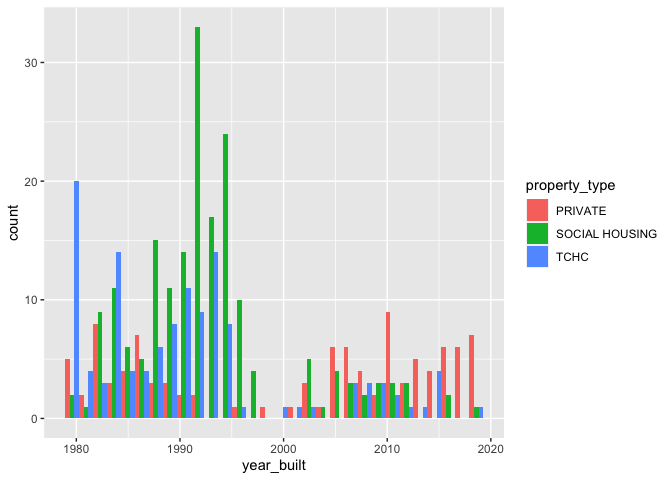 30
20
10
0
count
1980
1990
2000
2010
2020
year_built
property_type
PRIVATE
SOCIAL HOUSING
TCHC